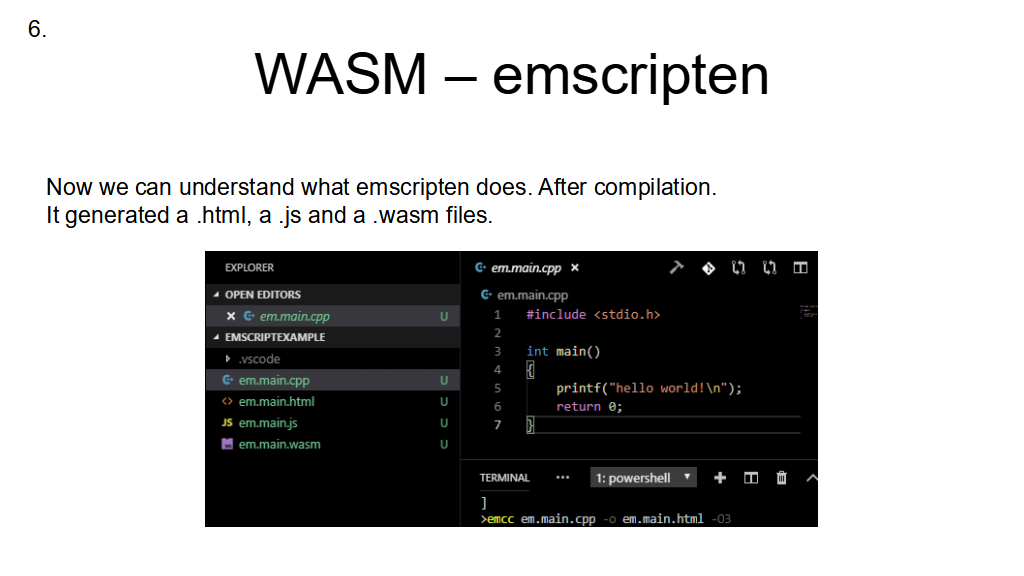 6.
WASM – emscripten
Now we can understand what emscripten does. After compilation.
It generated a .html, a .js and a .wasm files.
EXPLORER
OPEN EDITORS
em.main.cpp U
EMSCRIPTEXAMPLE
.vscode
em.main.cpp U
em.main.html U
JS em.main.js U
em.main.wasm U
em.main.cpp
em.main.cpp
1 #include <stdio.h>
2
3 int main()
4 {
5 printf("hello world!\n");
6 return 0;
7 }
TERMINAL ··· 1: powershell
]
>emcc em.main.cpp -o em.main.html -O3